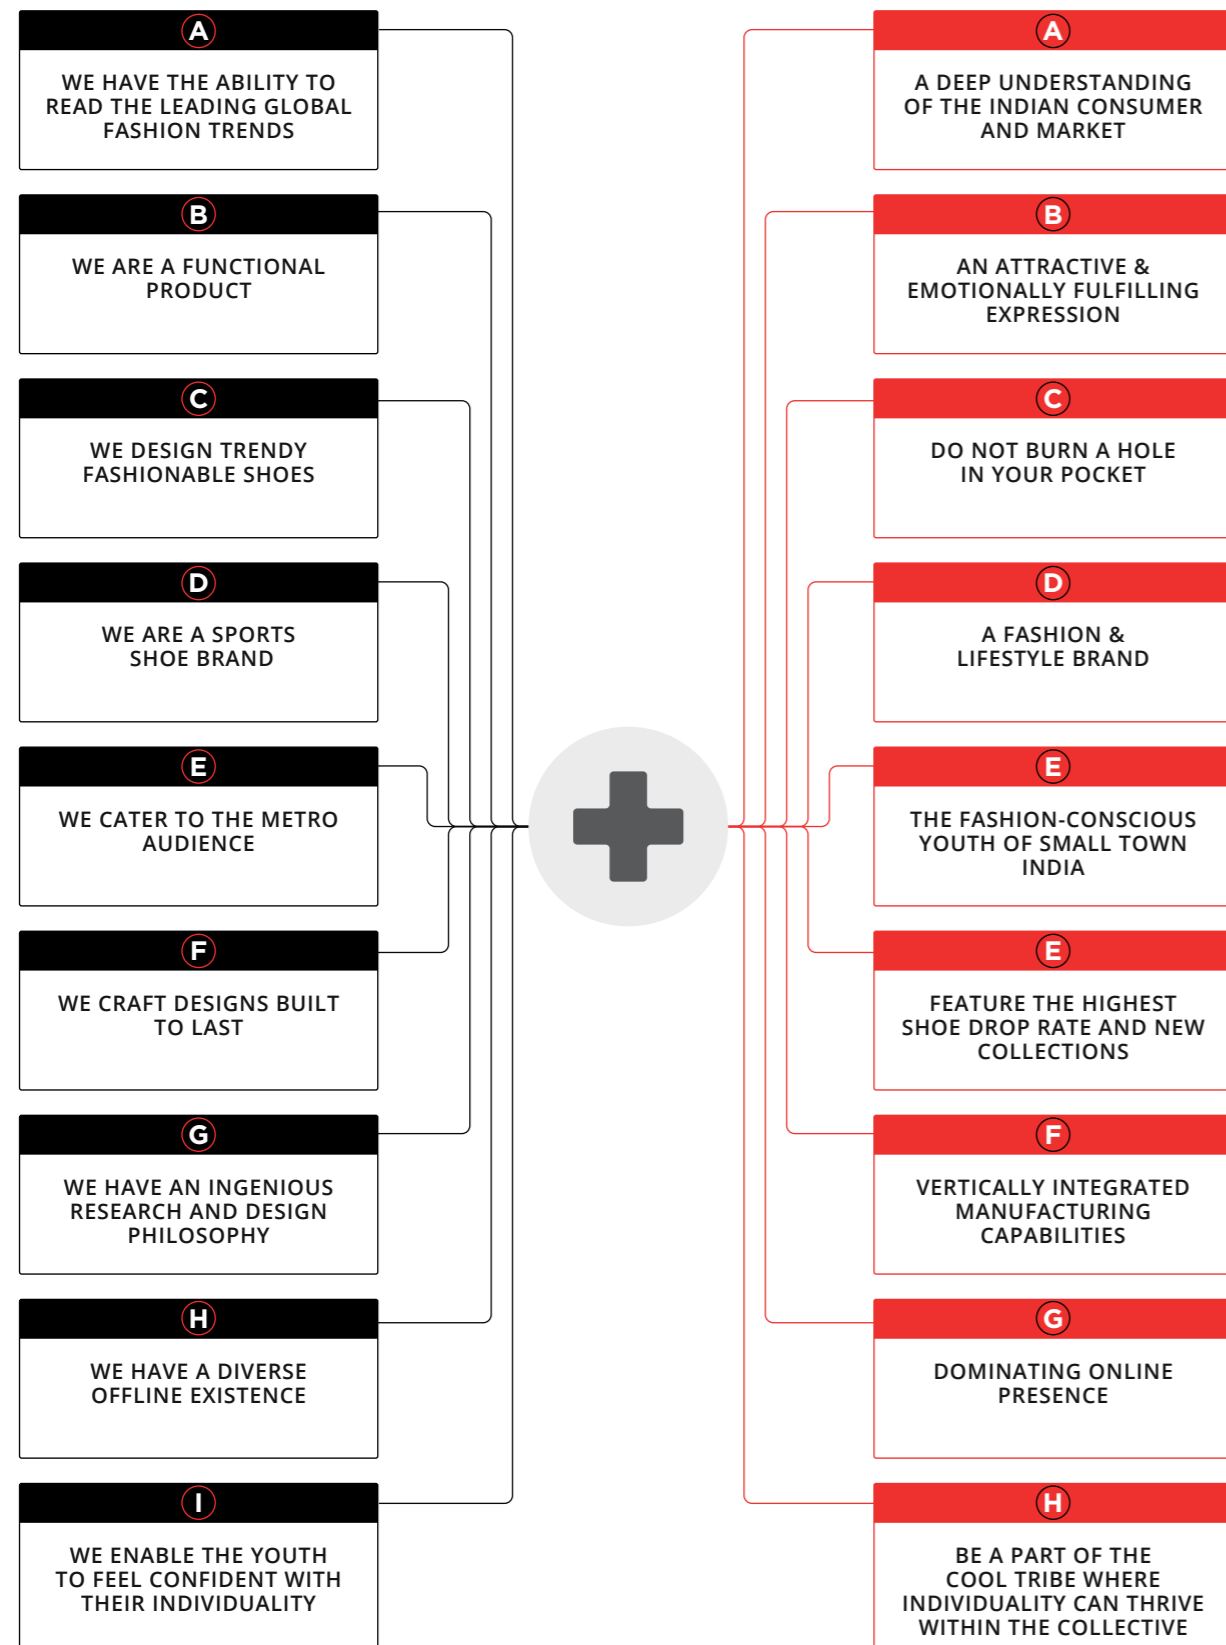 A
WE HAVE THE ABILITY TO
READ THE LEADING GLOBAL
FASHION TRENDS
A
A DEEP UNDERSTANDING
OF THE INDIAN CONSUMER
AND MARKET
B
WE ARE A FUNCTIONAL
PRODUCT
B
AN ATTRACTIVE &
EMOTIONALLY FULFILLING
EXPRESSION
C
WE DESIGN TRENDY
FASHIONABLE SHOES
C
DO NOT BURN A HOLE
IN YOUR POCKET
D
WE ARE A SPORTS
SHOE BRAND
D
A FASHION &
LIFESTYLE BRAND
E
WE CATER TO THE METRO
AUDIENCE
E
THE FASHION-CONSCIOUS
YOUTH OF SMALL TOWN
INDIA
F
WE CRAFT DESIGNS BUILT
TO LAST
E
FEATURE THE HIGHEST
SHOE DROP RATE AND NEW
COLLECTIONS
G
WE HAVE AN INGENIOUS
RESEARCH AND DESIGN
PHILOSOPHY
F
VERTICALLY INTEGRATED
MANUFACTURING
CAPABILITIES
H
WE HAVE A DIVERSE
OFFLINE EXISTENCE
G
DOMINATING ONLINE
PRESENCE
I
WE ENABLE THE YOUTH
TO FEEL CONFIDENT WITH
THEIR INDIVIDUALITY
H
BE A PART OF THE
COOL TRIBE WHERE
INDIVIDUALITY CAN THRIVE
WITHIN THE COLLECTIVE